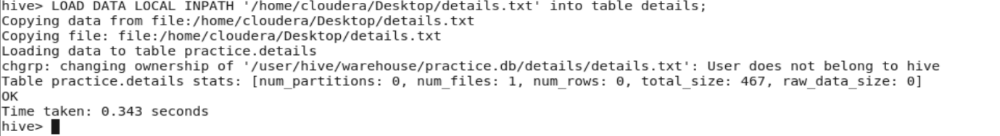 hive> LOAD DATA LOCAL INPATH '/home/cloudera/Desktop/details.txt' into table details;
Copying data from file:/home/cloudera/Desktop/details.txt
Copying file: file:/home/cloudera/Desktop/details.txt
Loading data to table practice.details
chgrp: changing ownership of '/user/hive/warehouse/practice.db/details/details.txt': User does not belong to hive
Table practice.details stats: [num_partitions: 0, num_files: 1, num_rows: 0, total_size: 467, raw_data_size: 0]
OK
Time taken: 0.343 seconds
hive>